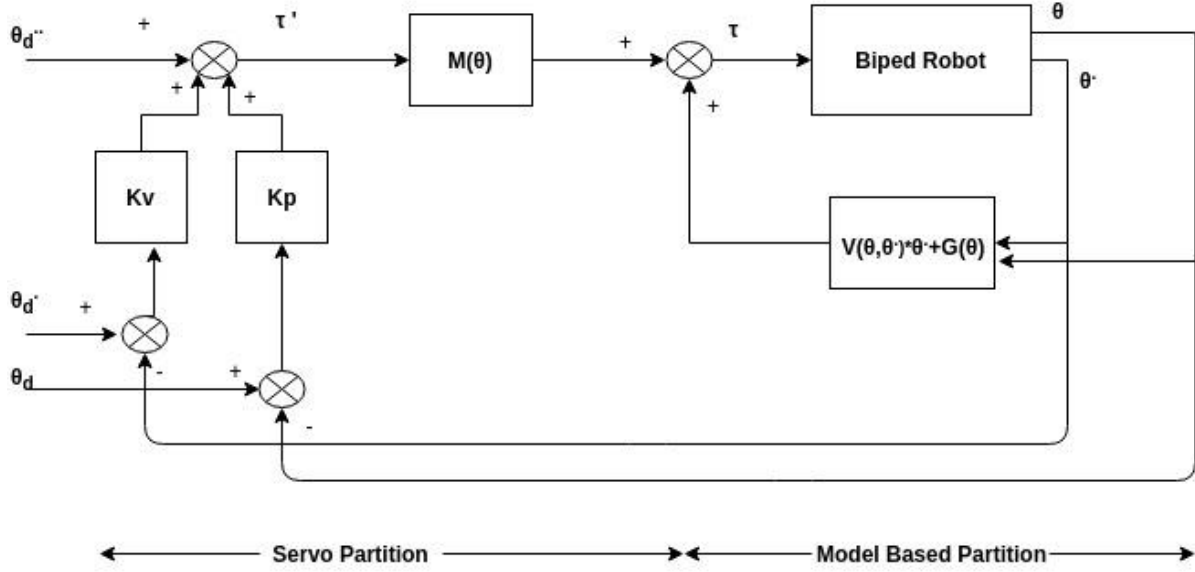 θd¨
+
τ '
M(θ)
+
τ
Biped Robot
θ
θ˙
+
+
+
Kv
Kp
V(θ,θ˙)*θ˙+G(θ)
θd˙
+
-
θd
+
-
Servo Partition
Model Based Partition